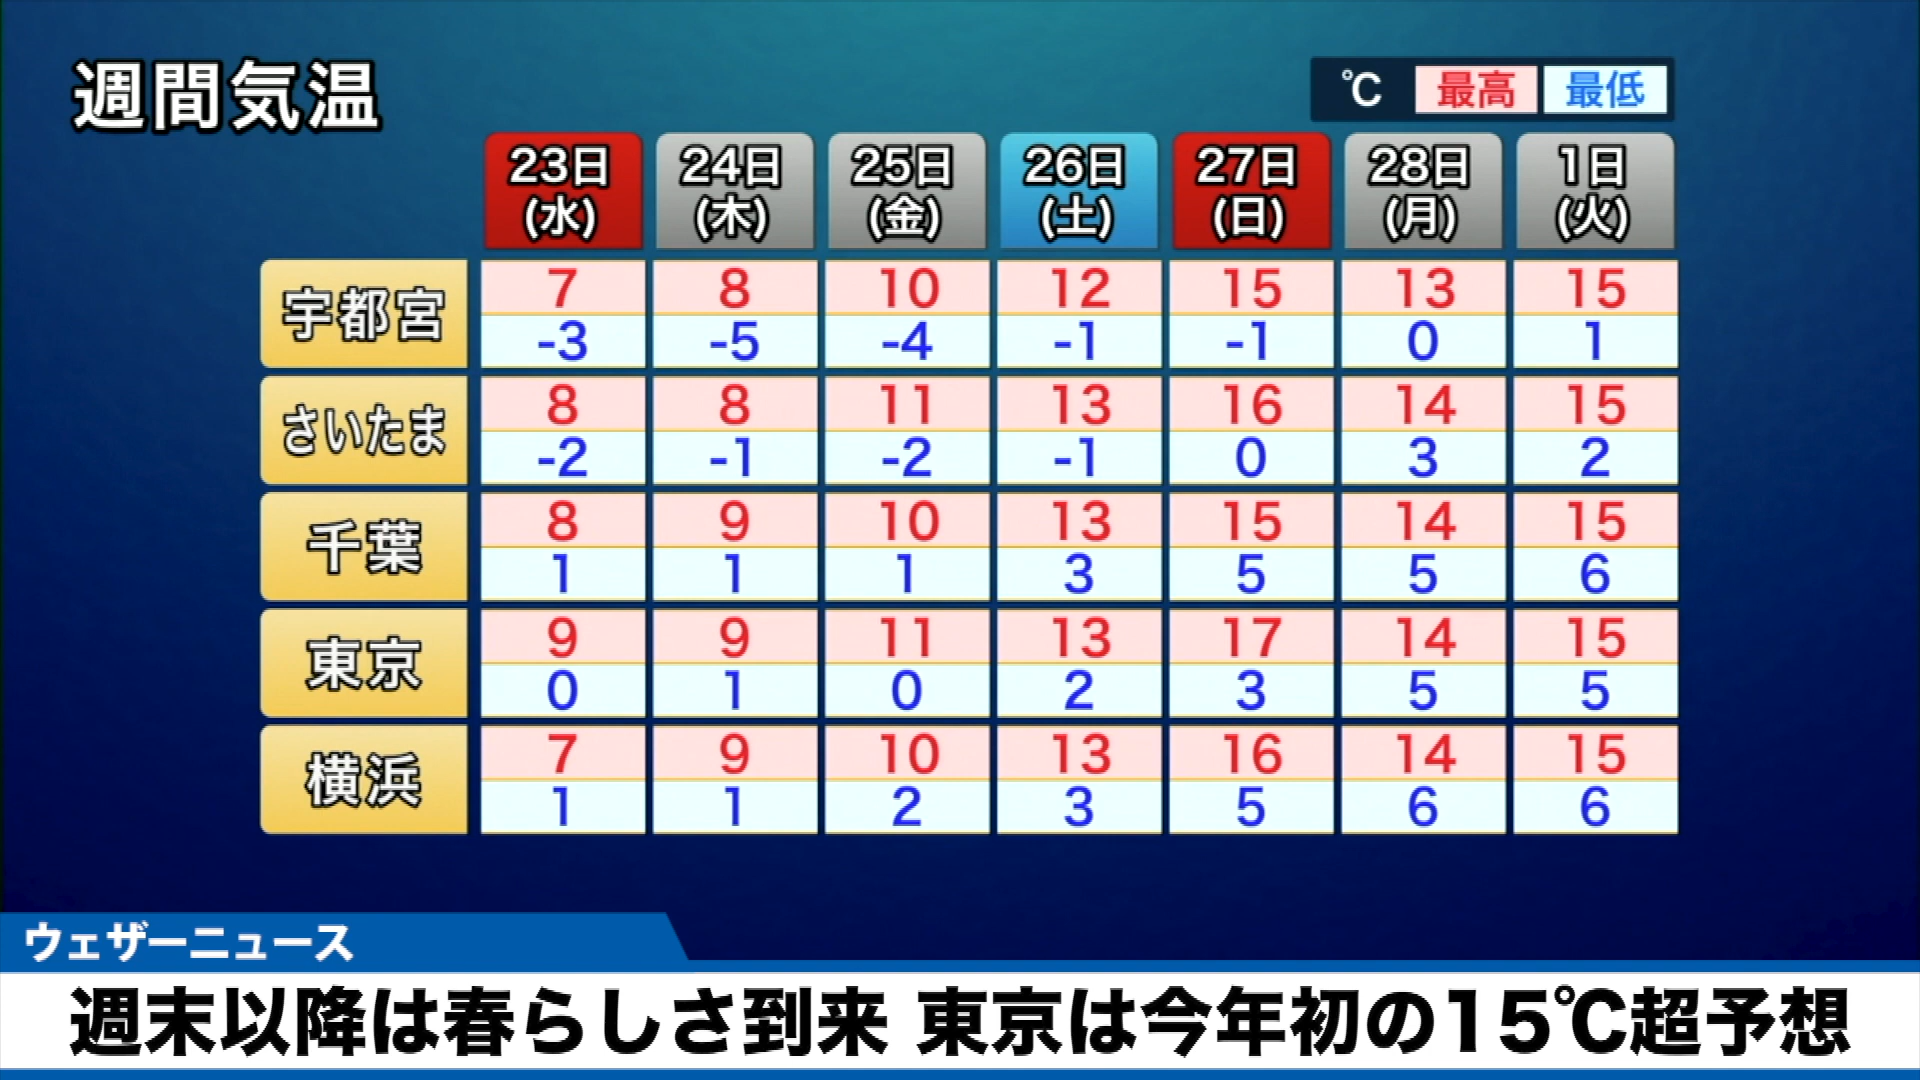 週間気温
℃ 最高 最低
23日 24日 25日 26日 27日 28日 1日
(水) (木) (金) (土) (日) (月) (火)
宇都宮 7 8 10 12 15 13 15
-3 -5 -4 -1 -1 0 1
さいたま 8 8 11 13 16 14 15
-2 -1 -2 -1 0 3 2
千葉 8 9 10 13 15 14 15
1 1 1 3 5 5 6
東京 9 9 11 13 17 14 15
0 1 0 2 3 5 5
横浜 7 9 10 13 16 14 15
1 1 2 3 5 6 6
ウェザーニュース
週末以降は春らしさ到来 東京は今年初の15℃超予想